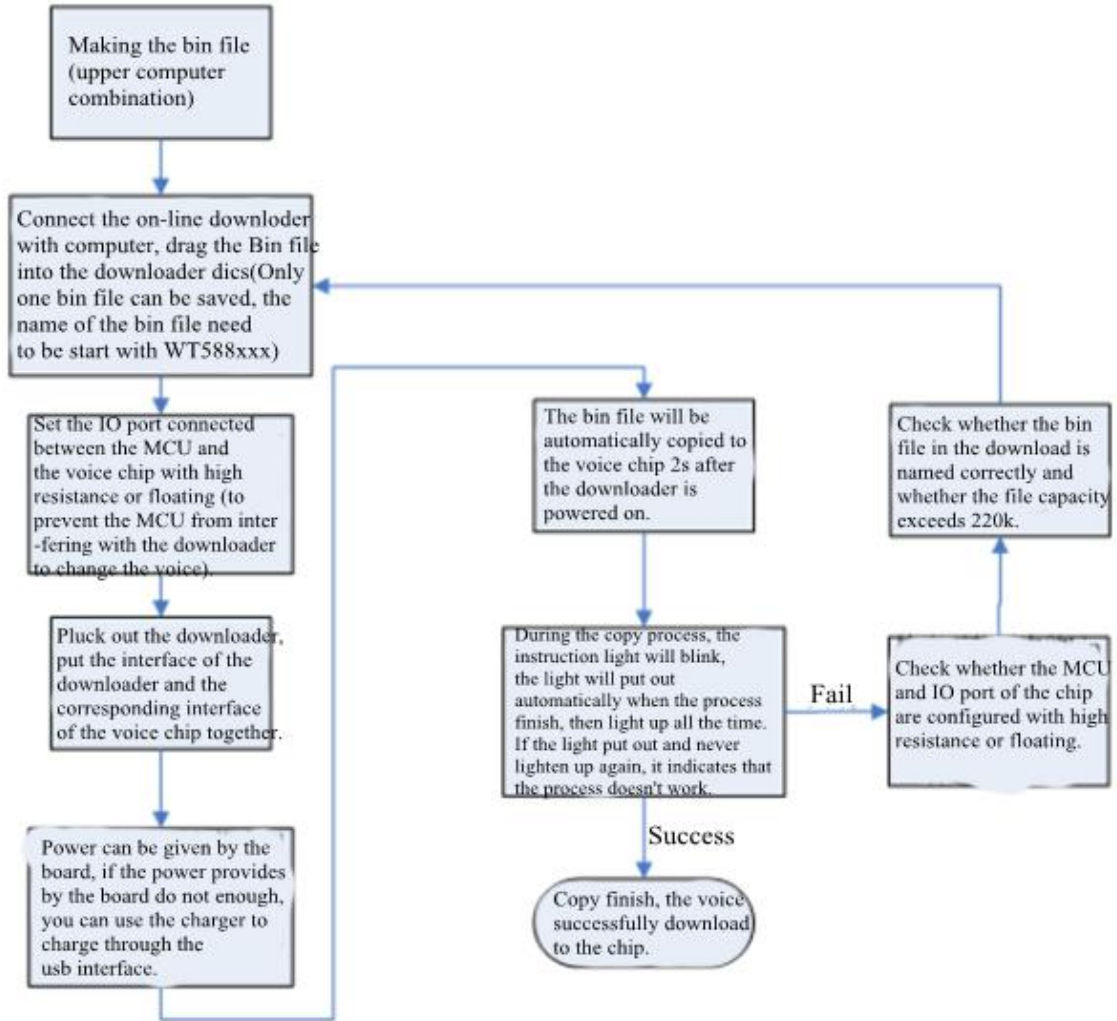 Making the bin file
(upper computer
combination)
Connect the on-line downloder
with computer, drag the Bin file
into the downloader dics(Only
one bin file can be saved, the
name of the bin file need
to be start with WT588xxx)
Set the IO port connected
between the MCU and
the voice chip with high
resistance or floating (to
prevent the MCU from inter
-fering with the downloader
to change the voice).
Pluck out the downloader,
put the interface of the
downloader and the
corresponding interface
of the voice chip together.
Power can be given by the
board, if the power provides
by the board do not enough,
you can use the charger to
charge through the
usb interface.
The bin file will be
automatically copied to
the voice chip 2s after
the downloader is
powered on.
During the copy process, the
instruction light will blink,
the light will put out
automatically when the process
finish, then light up all the time.
If the light put out and never
lighten up again, it indicates that
the process doesn't work.
Fail
Check whether the MCU
and IO port of the chip
are configured with high
resistance or floating.
Check whether the bin
file in the download is
named correctly and
whether the file capacity
exceeds 220k.
Success
Copy finish, the voice
successfully download
to the chip.